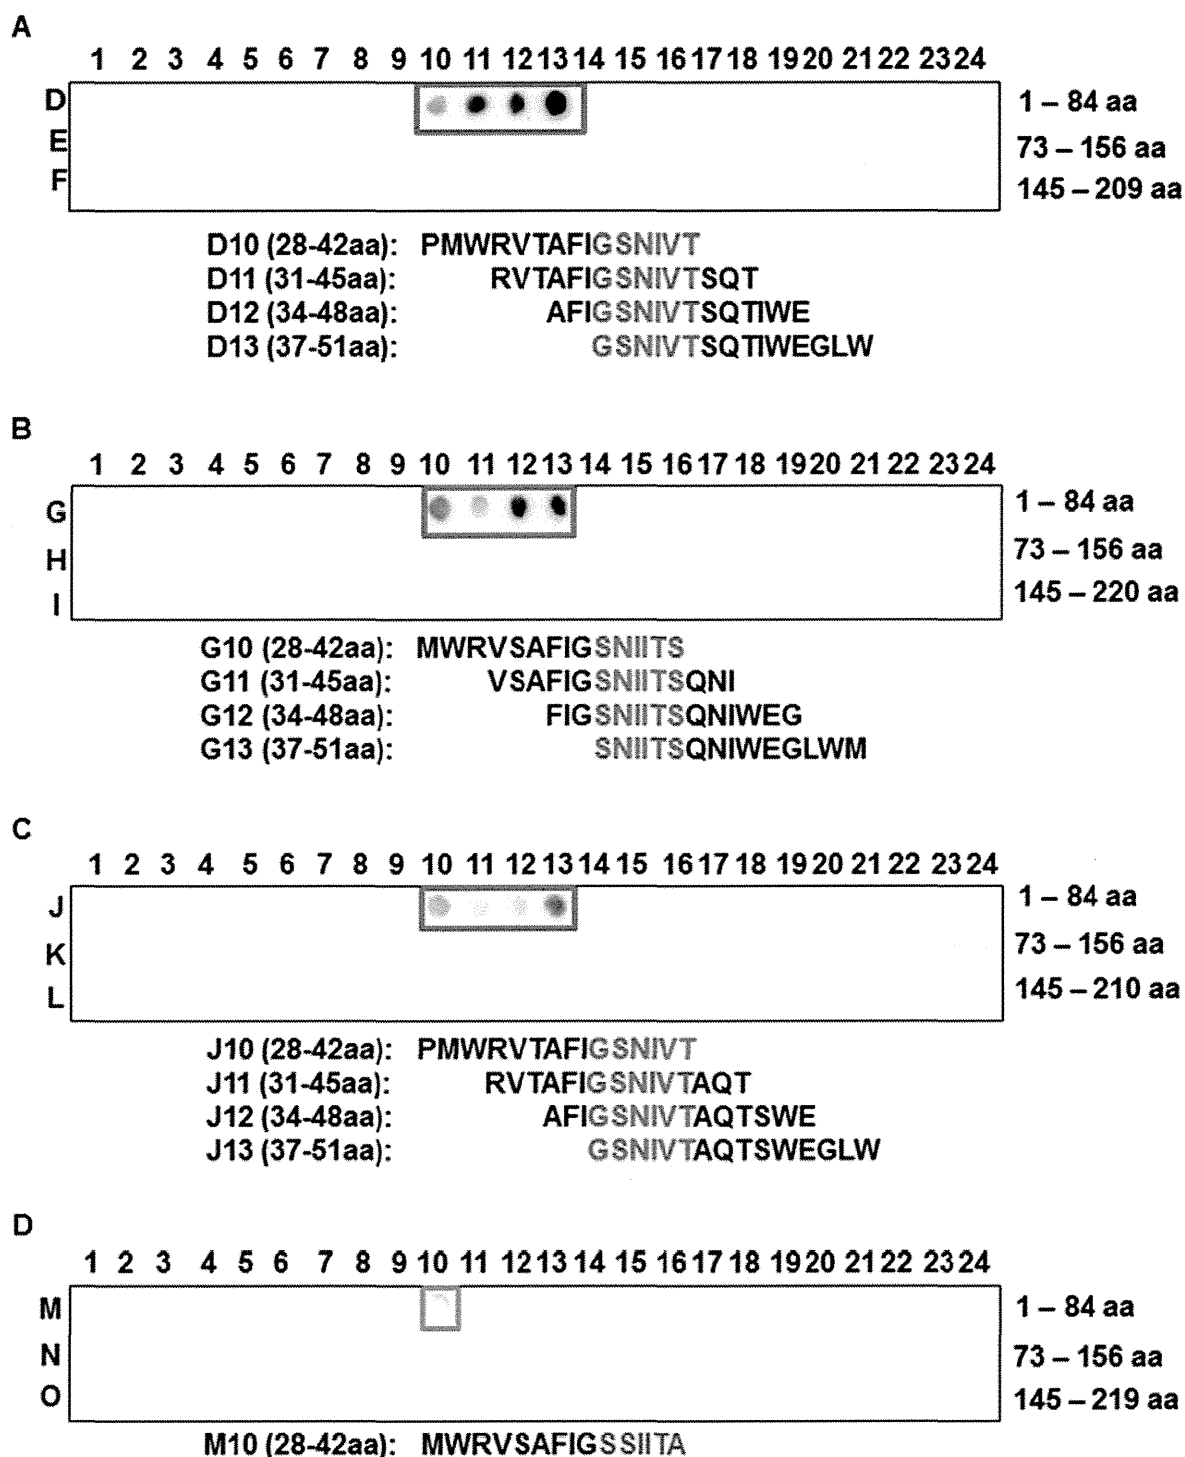 A
1 2 3 4 5 6 7 8 9 10 11 12 13 14 15 16 17 18 19 20 21 22 23 24
D 1 – 84 aa
E 73 – 156 aa
F 145 – 209 aa
D10 (28-42aa): PMWRVTAFIGSNIVT
D11 (31-45aa): RVTAFIGSNIVTSQT
D12 (34-48aa): AFIGSNIVTSQTIWE
D13 (37-51aa): GSNIVTSQTIWEGLW
B
1 2 3 4 5 6 7 8 9 10 11 12 13 14 15 16 17 18 19 20 21 22 23 24
G 1 – 84 aa
H 73 – 156 aa
I 145 – 220 aa
G10 (28-42aa): MWRVSAFIGSNIITS
G11 (31-45aa): VSAFIGSNIITSQNI
G12 (34-48aa): FIGSNIITSQNIWEG
G13 (37-51aa): SNIITSQNIWEGLWM
C
1 2 3 4 5 6 7 8 9 10 11 12 13 14 15 16 17 18 19 20 21 22 23 24
J 1 – 84 aa
K 73 – 156 aa
L 145 – 210 aa
J10 (28-42aa): PMWRVTAFIGSNIVT
J11 (31-45aa): RVTAFIGSNIVTAQT
J12 (34-48aa): AFIGSNIVTAQTSWE
J13 (37-51aa): GSNIVTAQTSWEGLW
D
1 2 3 4 5 6 7 8 9 10 11 12 13 14 15 16 17 18 19 20 21 22 23 24
M 1 – 84 aa
N 73 – 156 aa
O 145 – 219 aa
M10 (28-42aa): MWRVSAFIGSSIITA